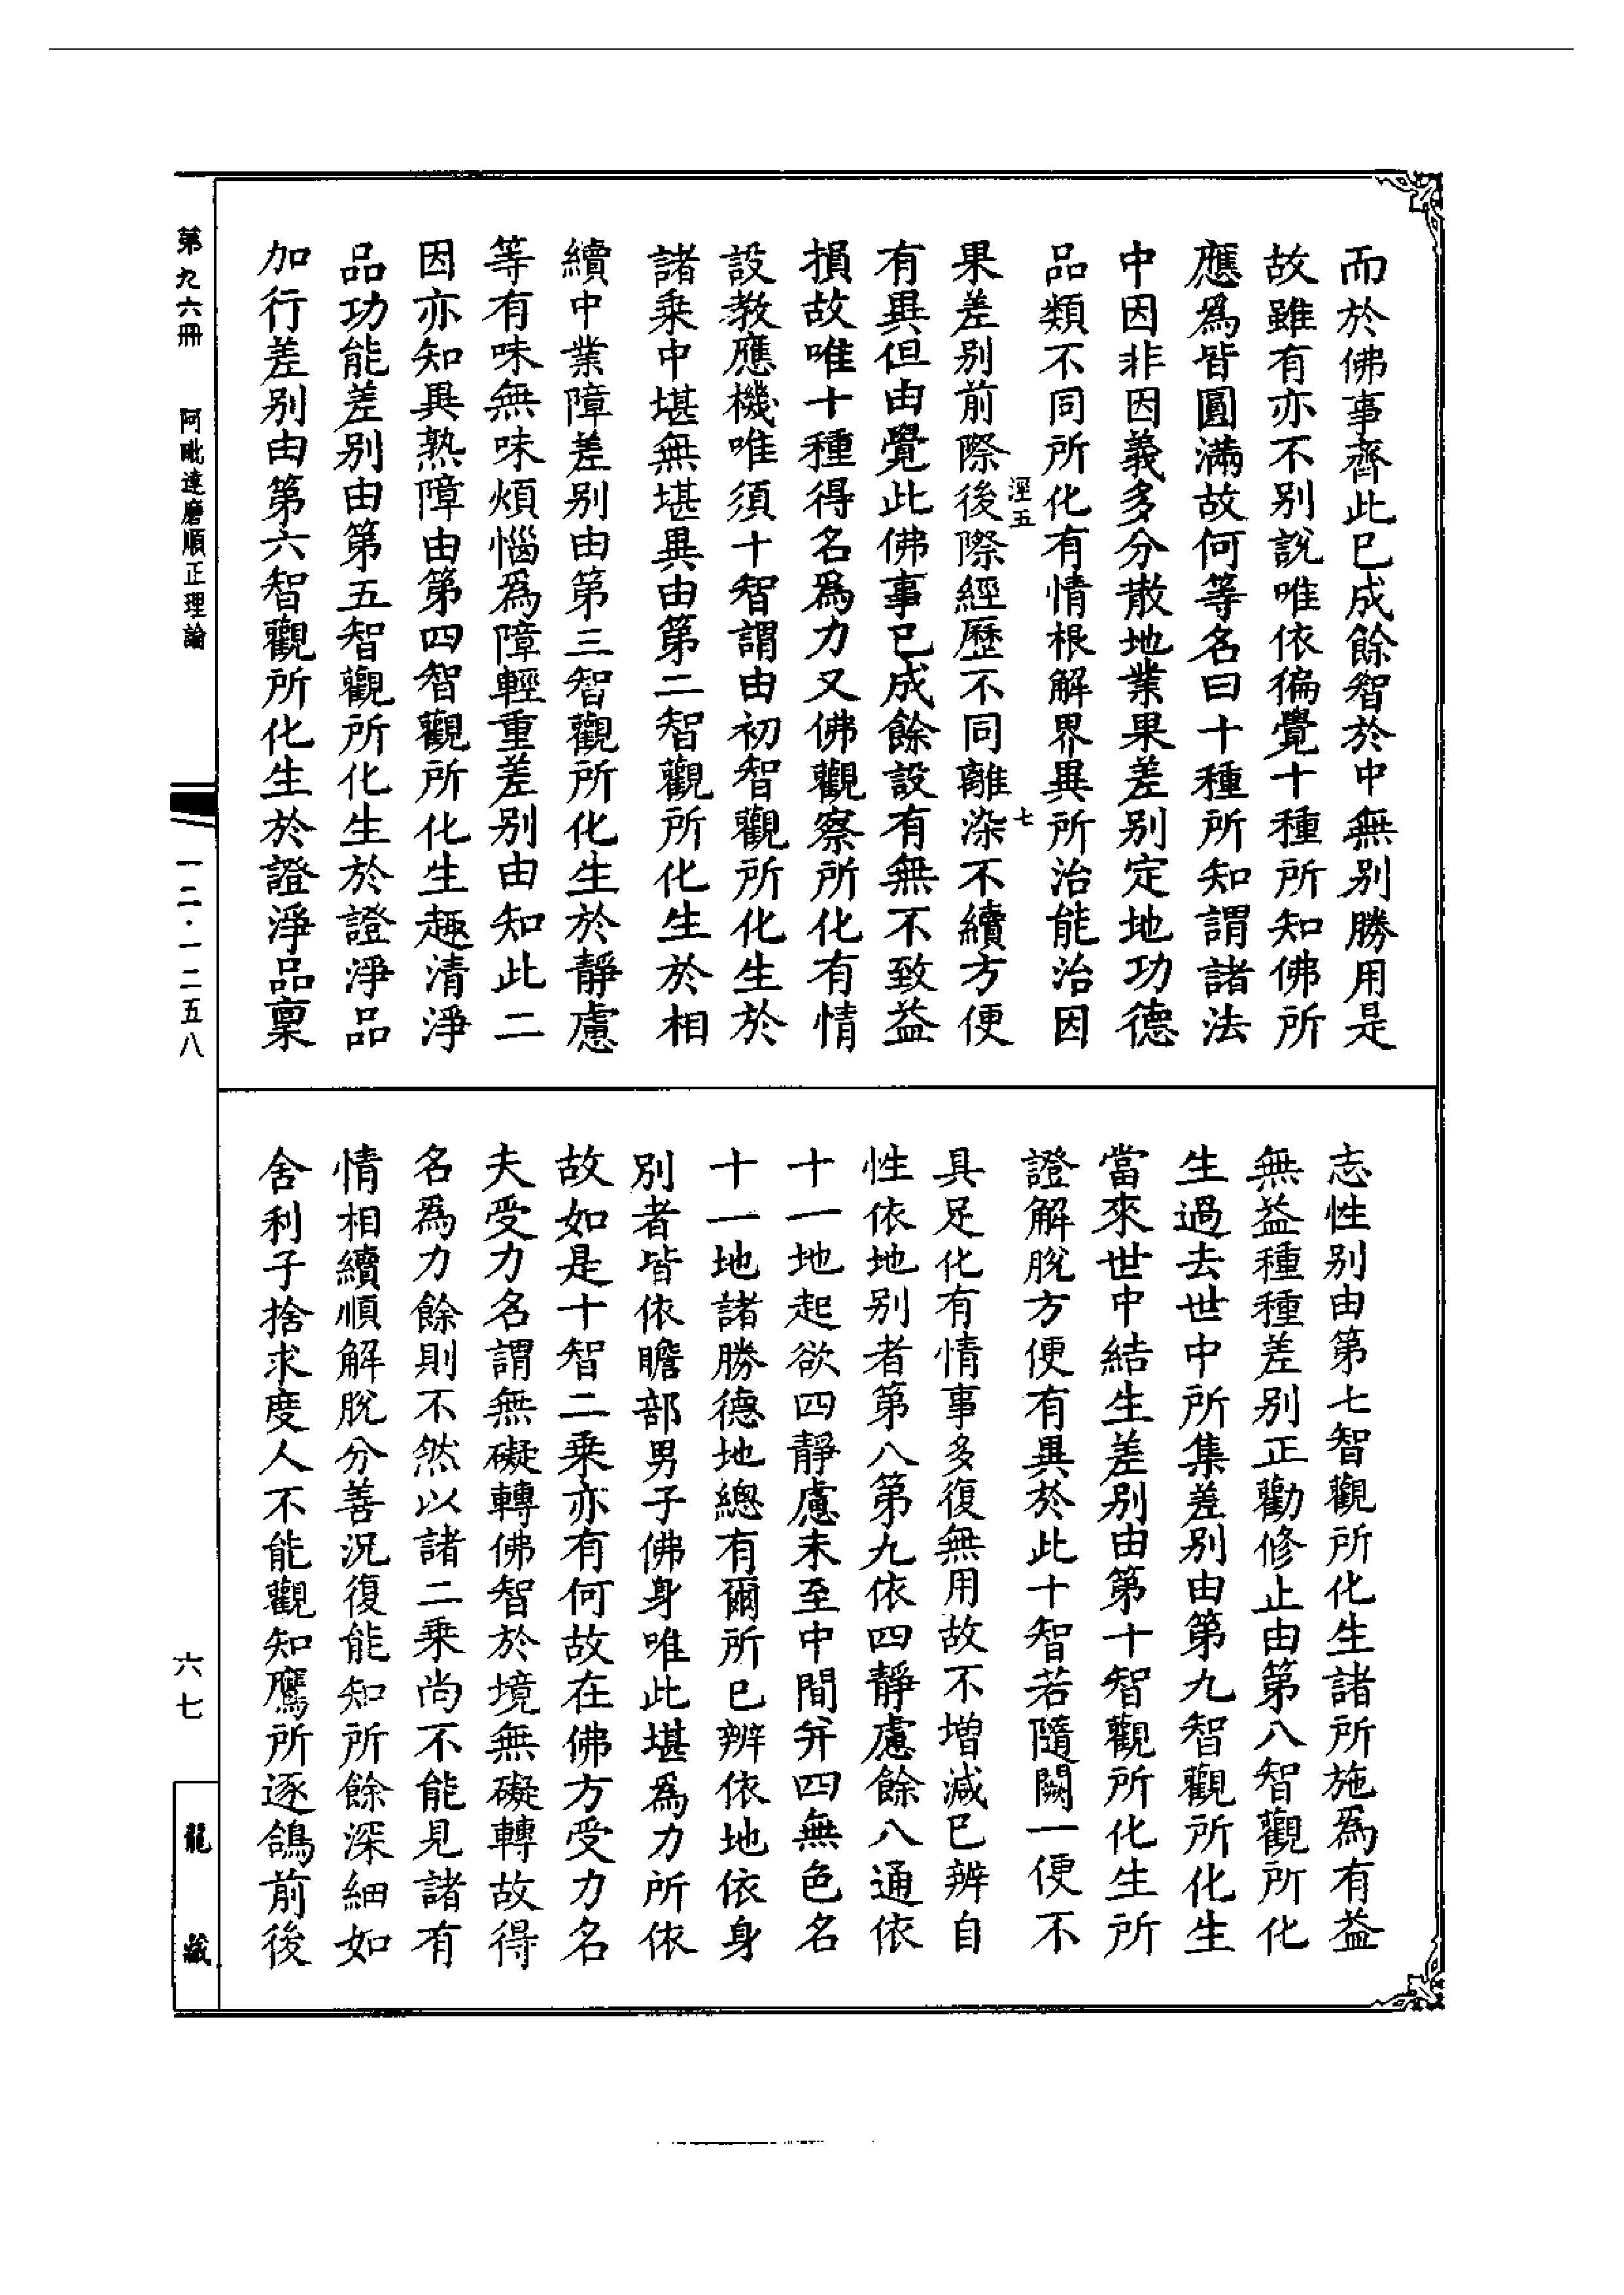 而於佛事齊此已成餘智於中無別勝用是
故雖有亦不別說唯依徧覺十種所知佛所
應爲皆圓滿故何等名曰十種所知謂諸法
中因非因義多分散地業果差別定地功德
品類不同所化有情根解界異所治能治因
涇五
七
果差別前際後際經歷不同離染不續方便
有異但由覺此佛事已成餘設有無不致益
損故唯十種得名爲力又佛觀察所化有情
設教應機唯須十智謂由初智觀所化生於
諸乘中堪無堪異由第二智觀所化生於相
續中業障差別由第三智觀所化生於靜慮
等有味無味煩惱爲障輕重差別由知此二
因亦知異熟障由第四智觀所化生趣清淨
品功能差別由第五智觀所化生於證淨品
加行差別由第六智觀所化生於證淨品稟
志性別由第七智觀所化生諸所施爲有益
無益種種差別正勸修止由第八智觀所化
生過去世中所集差別由第九智觀所化生
當來世中結生差別由第十智觀所化生所
證解脫方便有異於此十智若隨闕一便不
具足化有情事多復無用故不增減已辨自
性依地別者第八第九依四靜慮餘八通依
十一地起欲四靜慮未至中間并四無色名
十一地諸勝德地總有爾所已辨依地依身
別者皆依贍部男子佛身唯此堪爲力所依
故如是十智二乘亦有何故在佛方受力名
夫受力名謂無礙轉佛智於境無礙轉故得
名爲力餘則不然以諸二乘尚不能見諸有
情相續順解脫分善況復能知所餘深細如
舍利子捨求度人不能觀知鷹所逐鴿前後
第九六冊
阿毗達磨順正理論
一二·一二五八
六七
龍藏